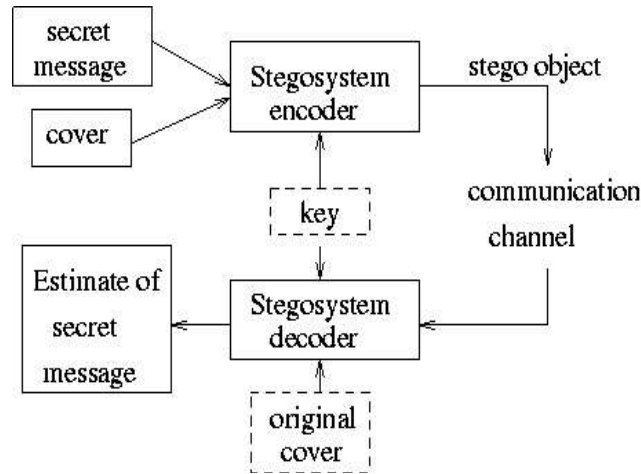 secret
message
cover
Stegosystem
encoder
stego object
communication
channel
key
Stegosystem
decoder
original
cover
Estimate of
secret
message